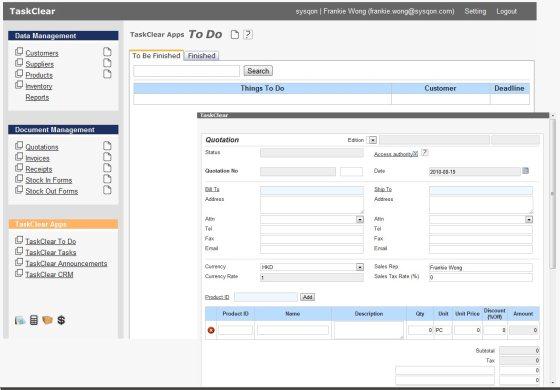 TaskClear
sysqon | Frankie Wong (frankie.wong@sysqon.com) Setting Logout
Data Management
Customers
Suppliers
Products
Inventory
Reports
Document Management
Quotations
Invoices
Receipts
Stock In Forms
Stock Out Forms
TaskClear Apps
TaskClear To Do
TaskClear Tasks
TaskClear Announcements
TaskClear CRM
TaskClear Apps To Do ?
To Be Finished Finished
Search
Things To Do Customer Deadline
TaskClear
Quotation Edition
Status Access authority ?
Quotation No Date 2010-08-19
Bill To Ship To
Address Address
Attn Attn
Tel Tel
Fax Fax
Email Email
Currency HKD Sales Rep Frankie Wong
Currency Rate 1 Sales Tax Rate (%) 0
Product ID Add
Product ID Name Description Qty Unit Unit Price Discount (%Off) Amount
0 PC 0 0 0
Subtotal 0
Tax 0
0
0